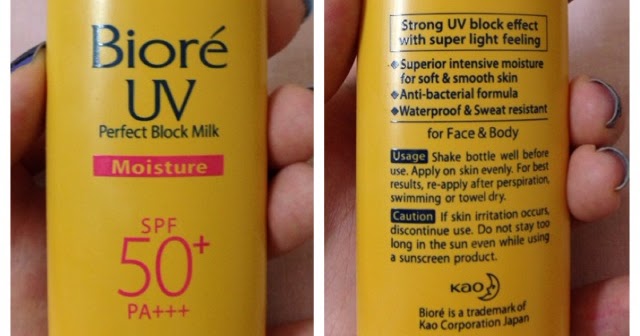 Bioré
UV
Perfect Block Milk
Moisture
SPF
50+
PA+++
Strong UV block effect
with super light feeling
◆Superior intensive moisture
for soft & smooth skin
◆Anti-bacterial formula
◆Waterproof & Sweat resistant
for Face & Body
Usage Shake bottle well before
use. Apply on skin evenly. For best
results, re-apply after perspiration,
swimming or towel dry.
Caution If skin irritation occurs,
discontinue use. Do not stay too
long in the sun even while using
a sunscreen product.
Kao
Bioré is a trademark of
Kao Corporation Japan